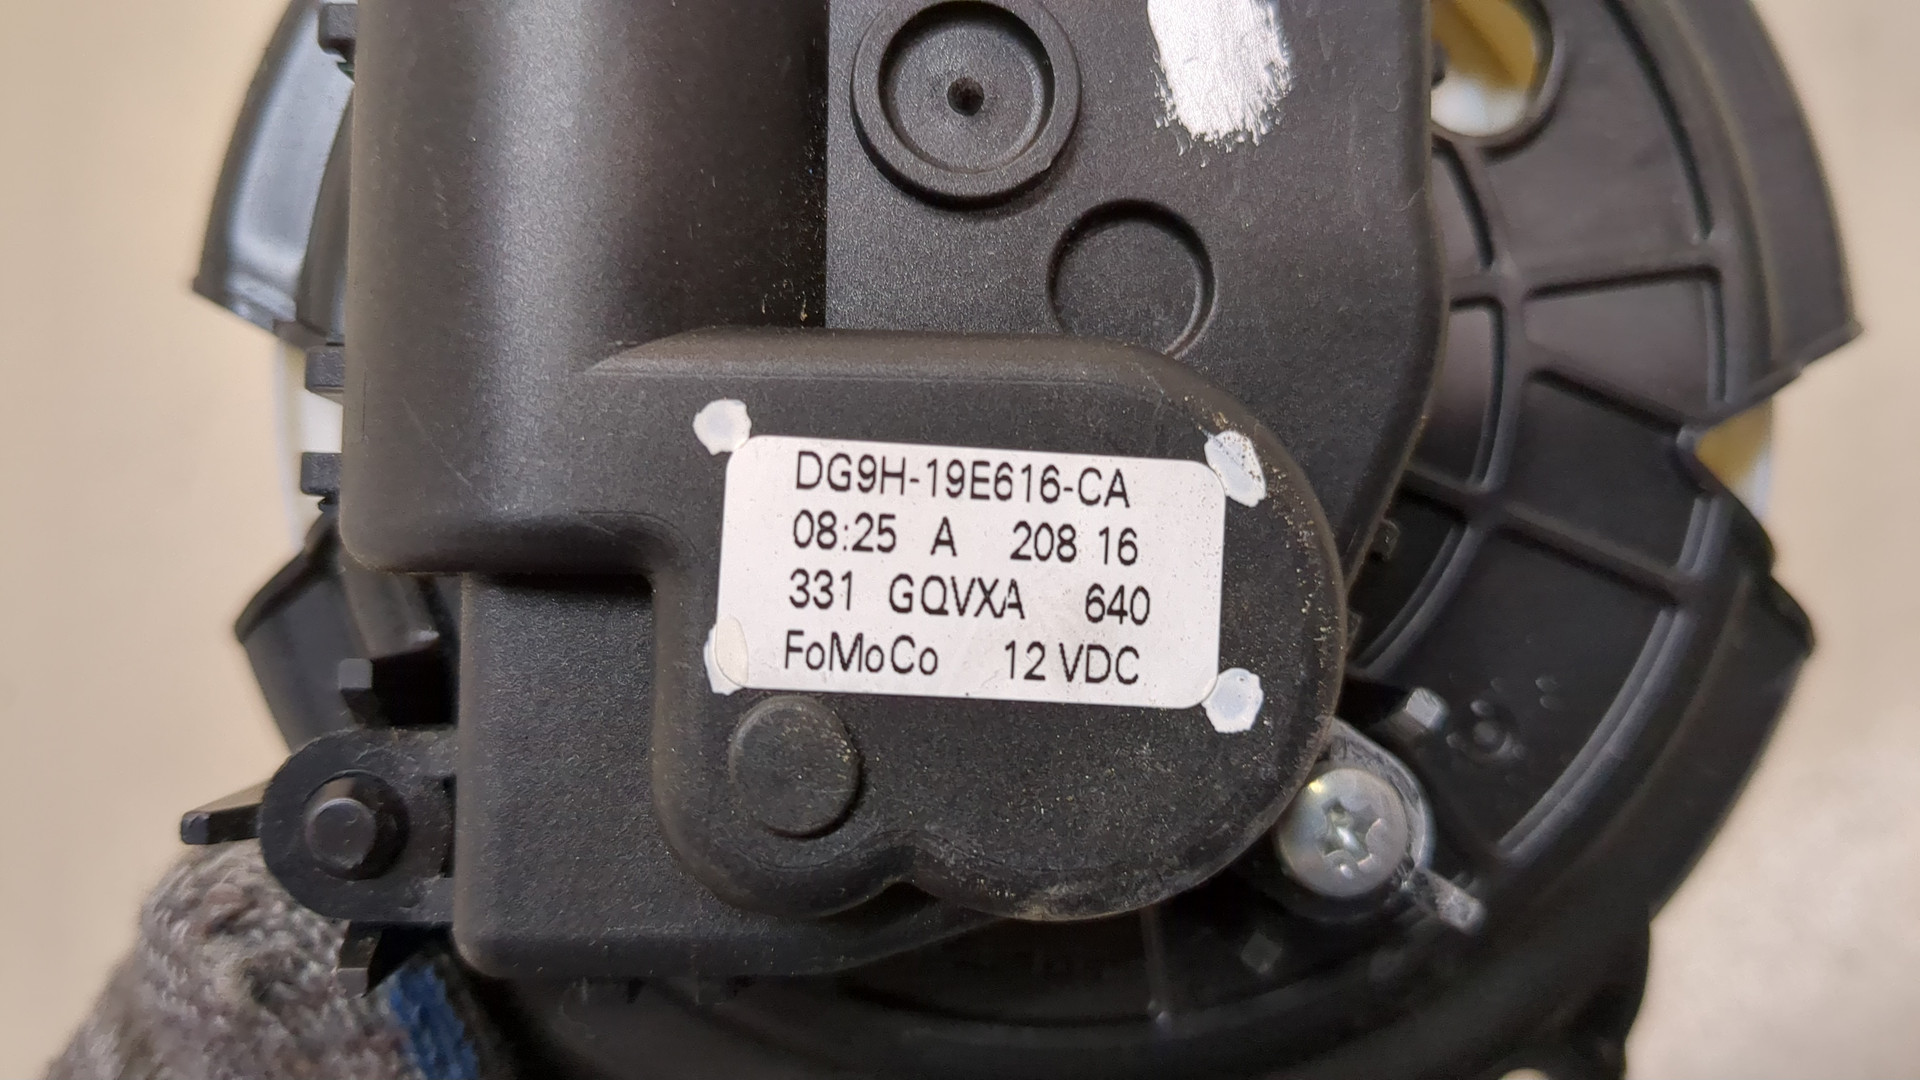 DG9H-19E616-CA
08:25 A 208 16
331 GQVXA 640
FoMoCo 12 VDC